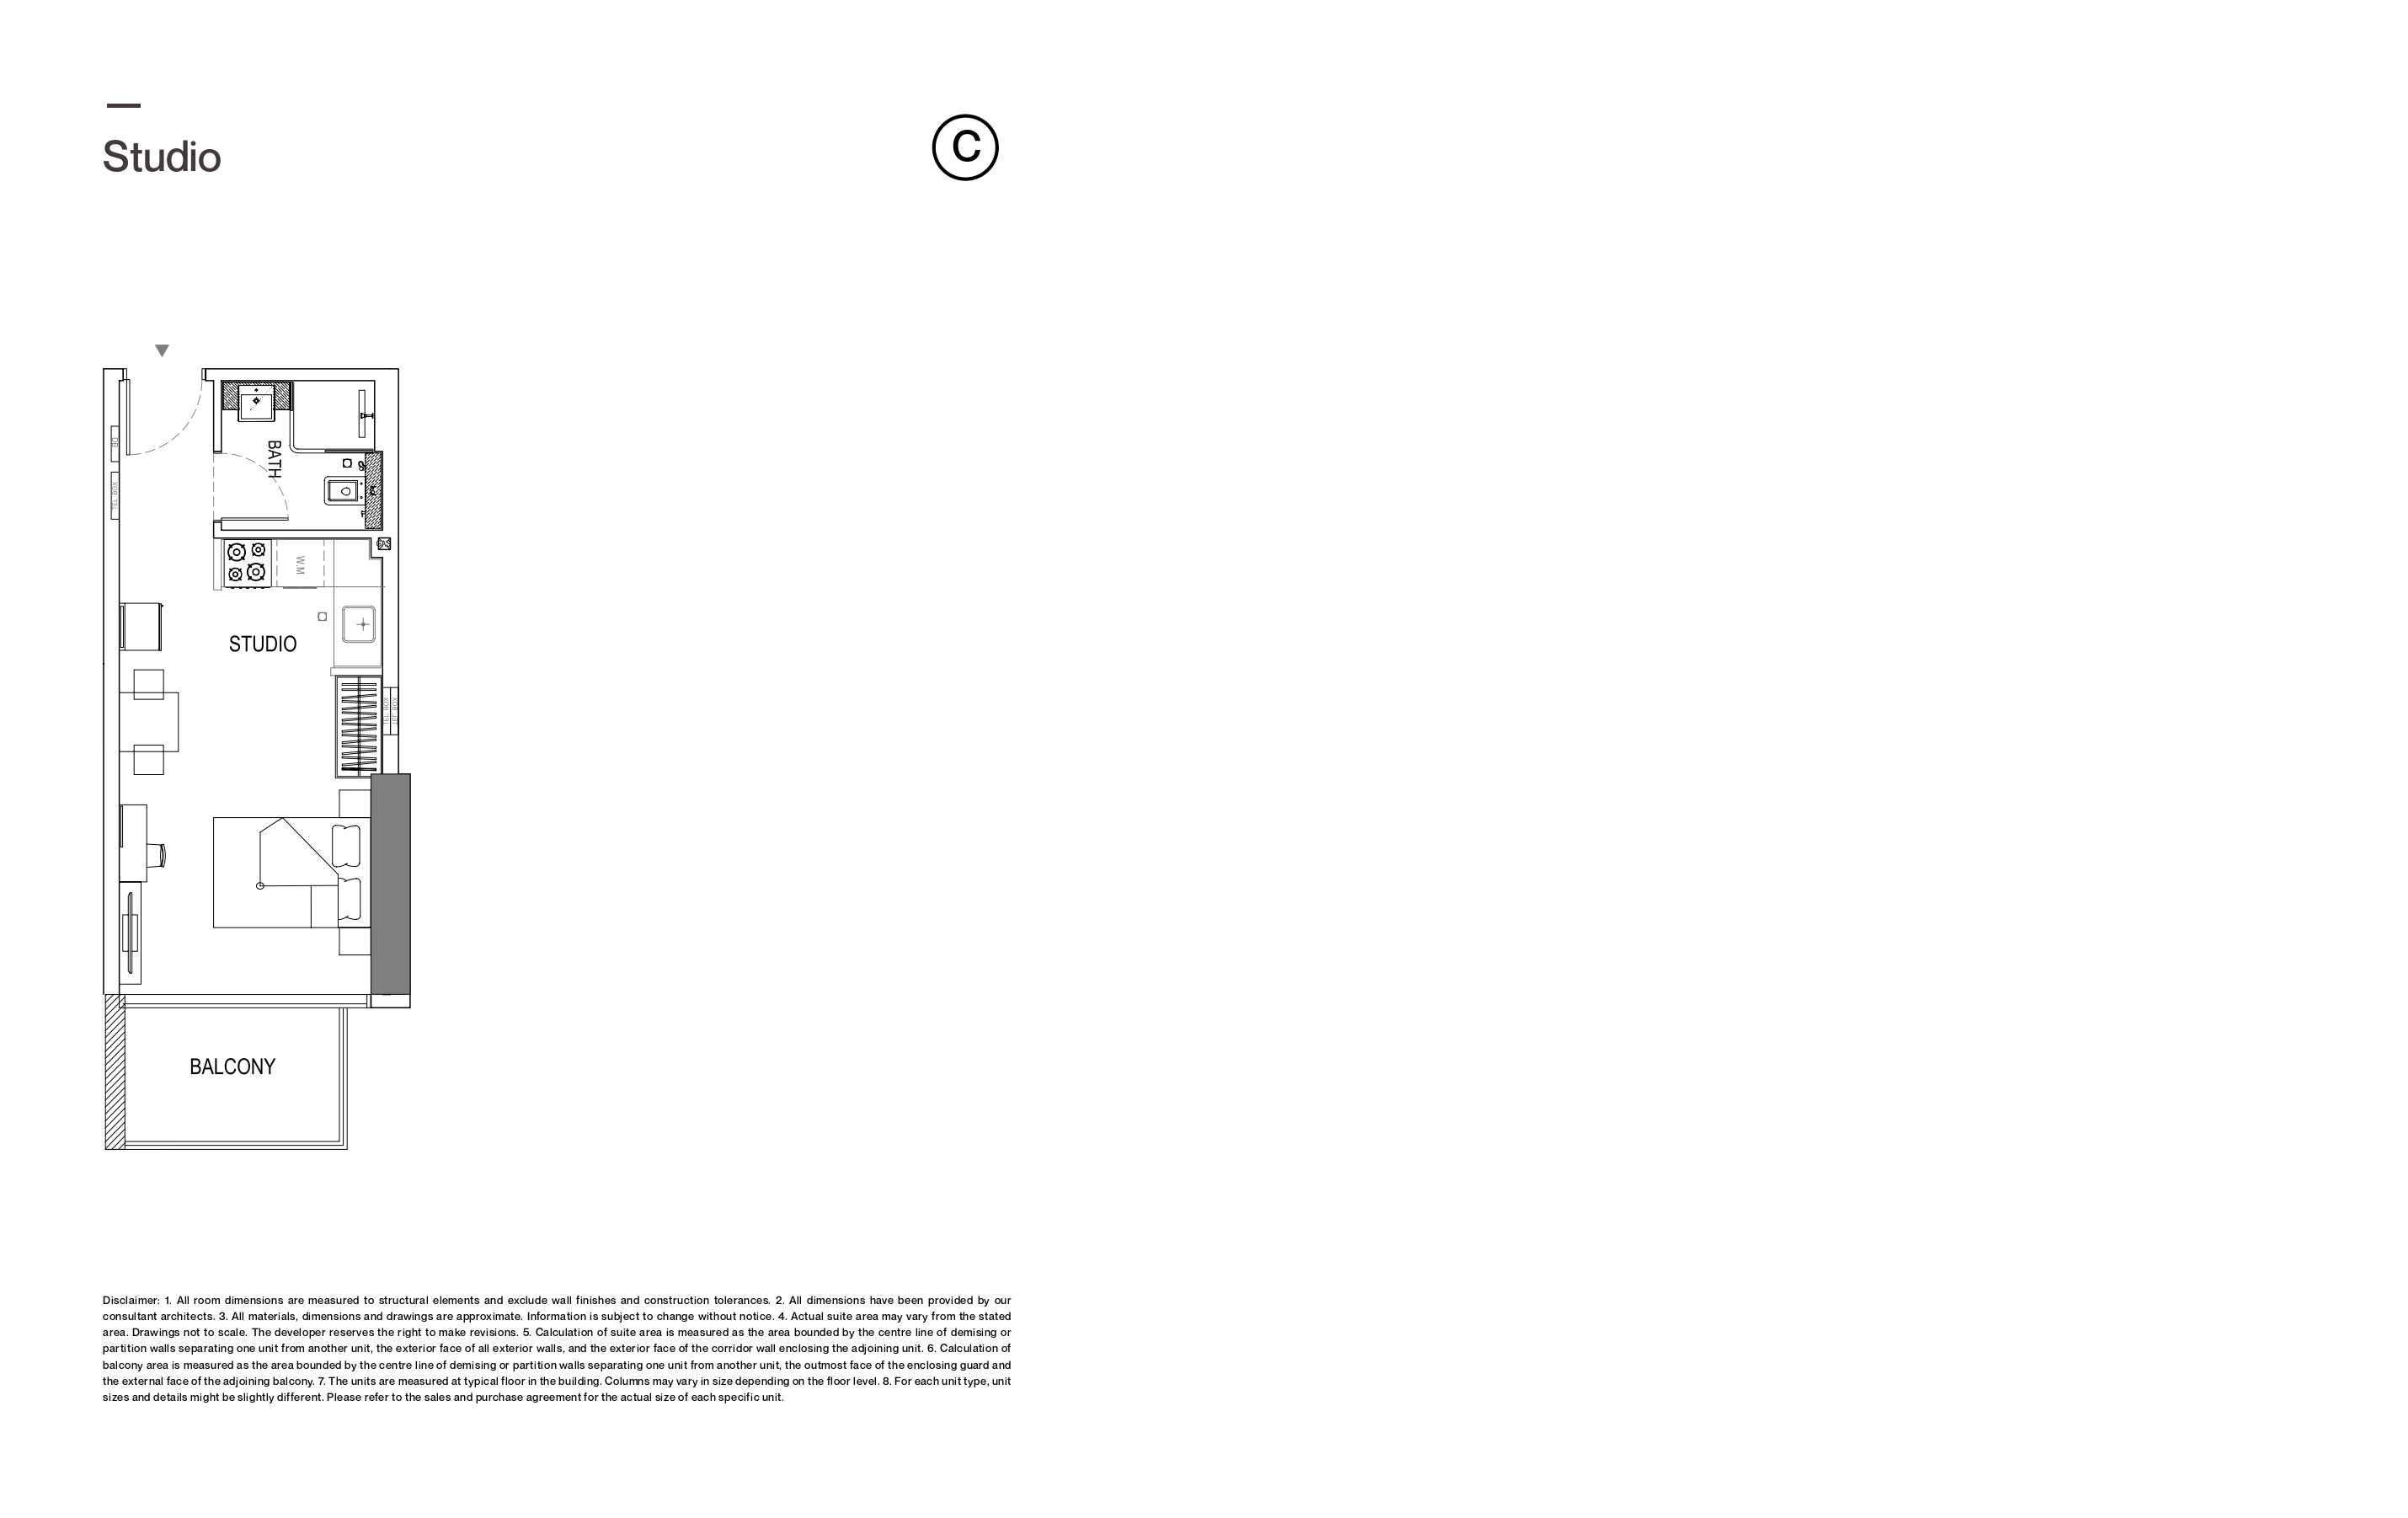 Studio
C
DB
BATH
TEL BOX
W.M
STUDIO
TEL BOX
TEL BOX
BALCONY
Disclaimer: 1. All room dimensions are measured to structural elements and exclude wall finishes and construction tolerances. 2. All dimensions have been provided by our
consultant architects. 3. All materials, dimensions and drawings are approximate. Information is subject to change without notice. 4. Actual suite area may vary from the stated
area. Drawings not to scale. The developer reserves the right to make revisions. 5. Calculation of suite area is measured as the area bounded by the centre line of demising or
partition walls separating one unit from another unit, the exterior face of all exterior walls, and the exterior face of the corridor wall enclosing the adjoining unit. 6. Calculation of
balcony area is measured as the area bounded by the centre line of demising or partition walls separating one unit from another unit, the outmost face of the enclosing guard and
the external face of the adjoining balcony. 7. The units are measured at typical floor in the building. Columns may vary in size depending on the floor level. 8. For each unit type, unit
sizes and details might be slightly different. Please refer to the sales and purchase agreement for the actual size of each specific unit.